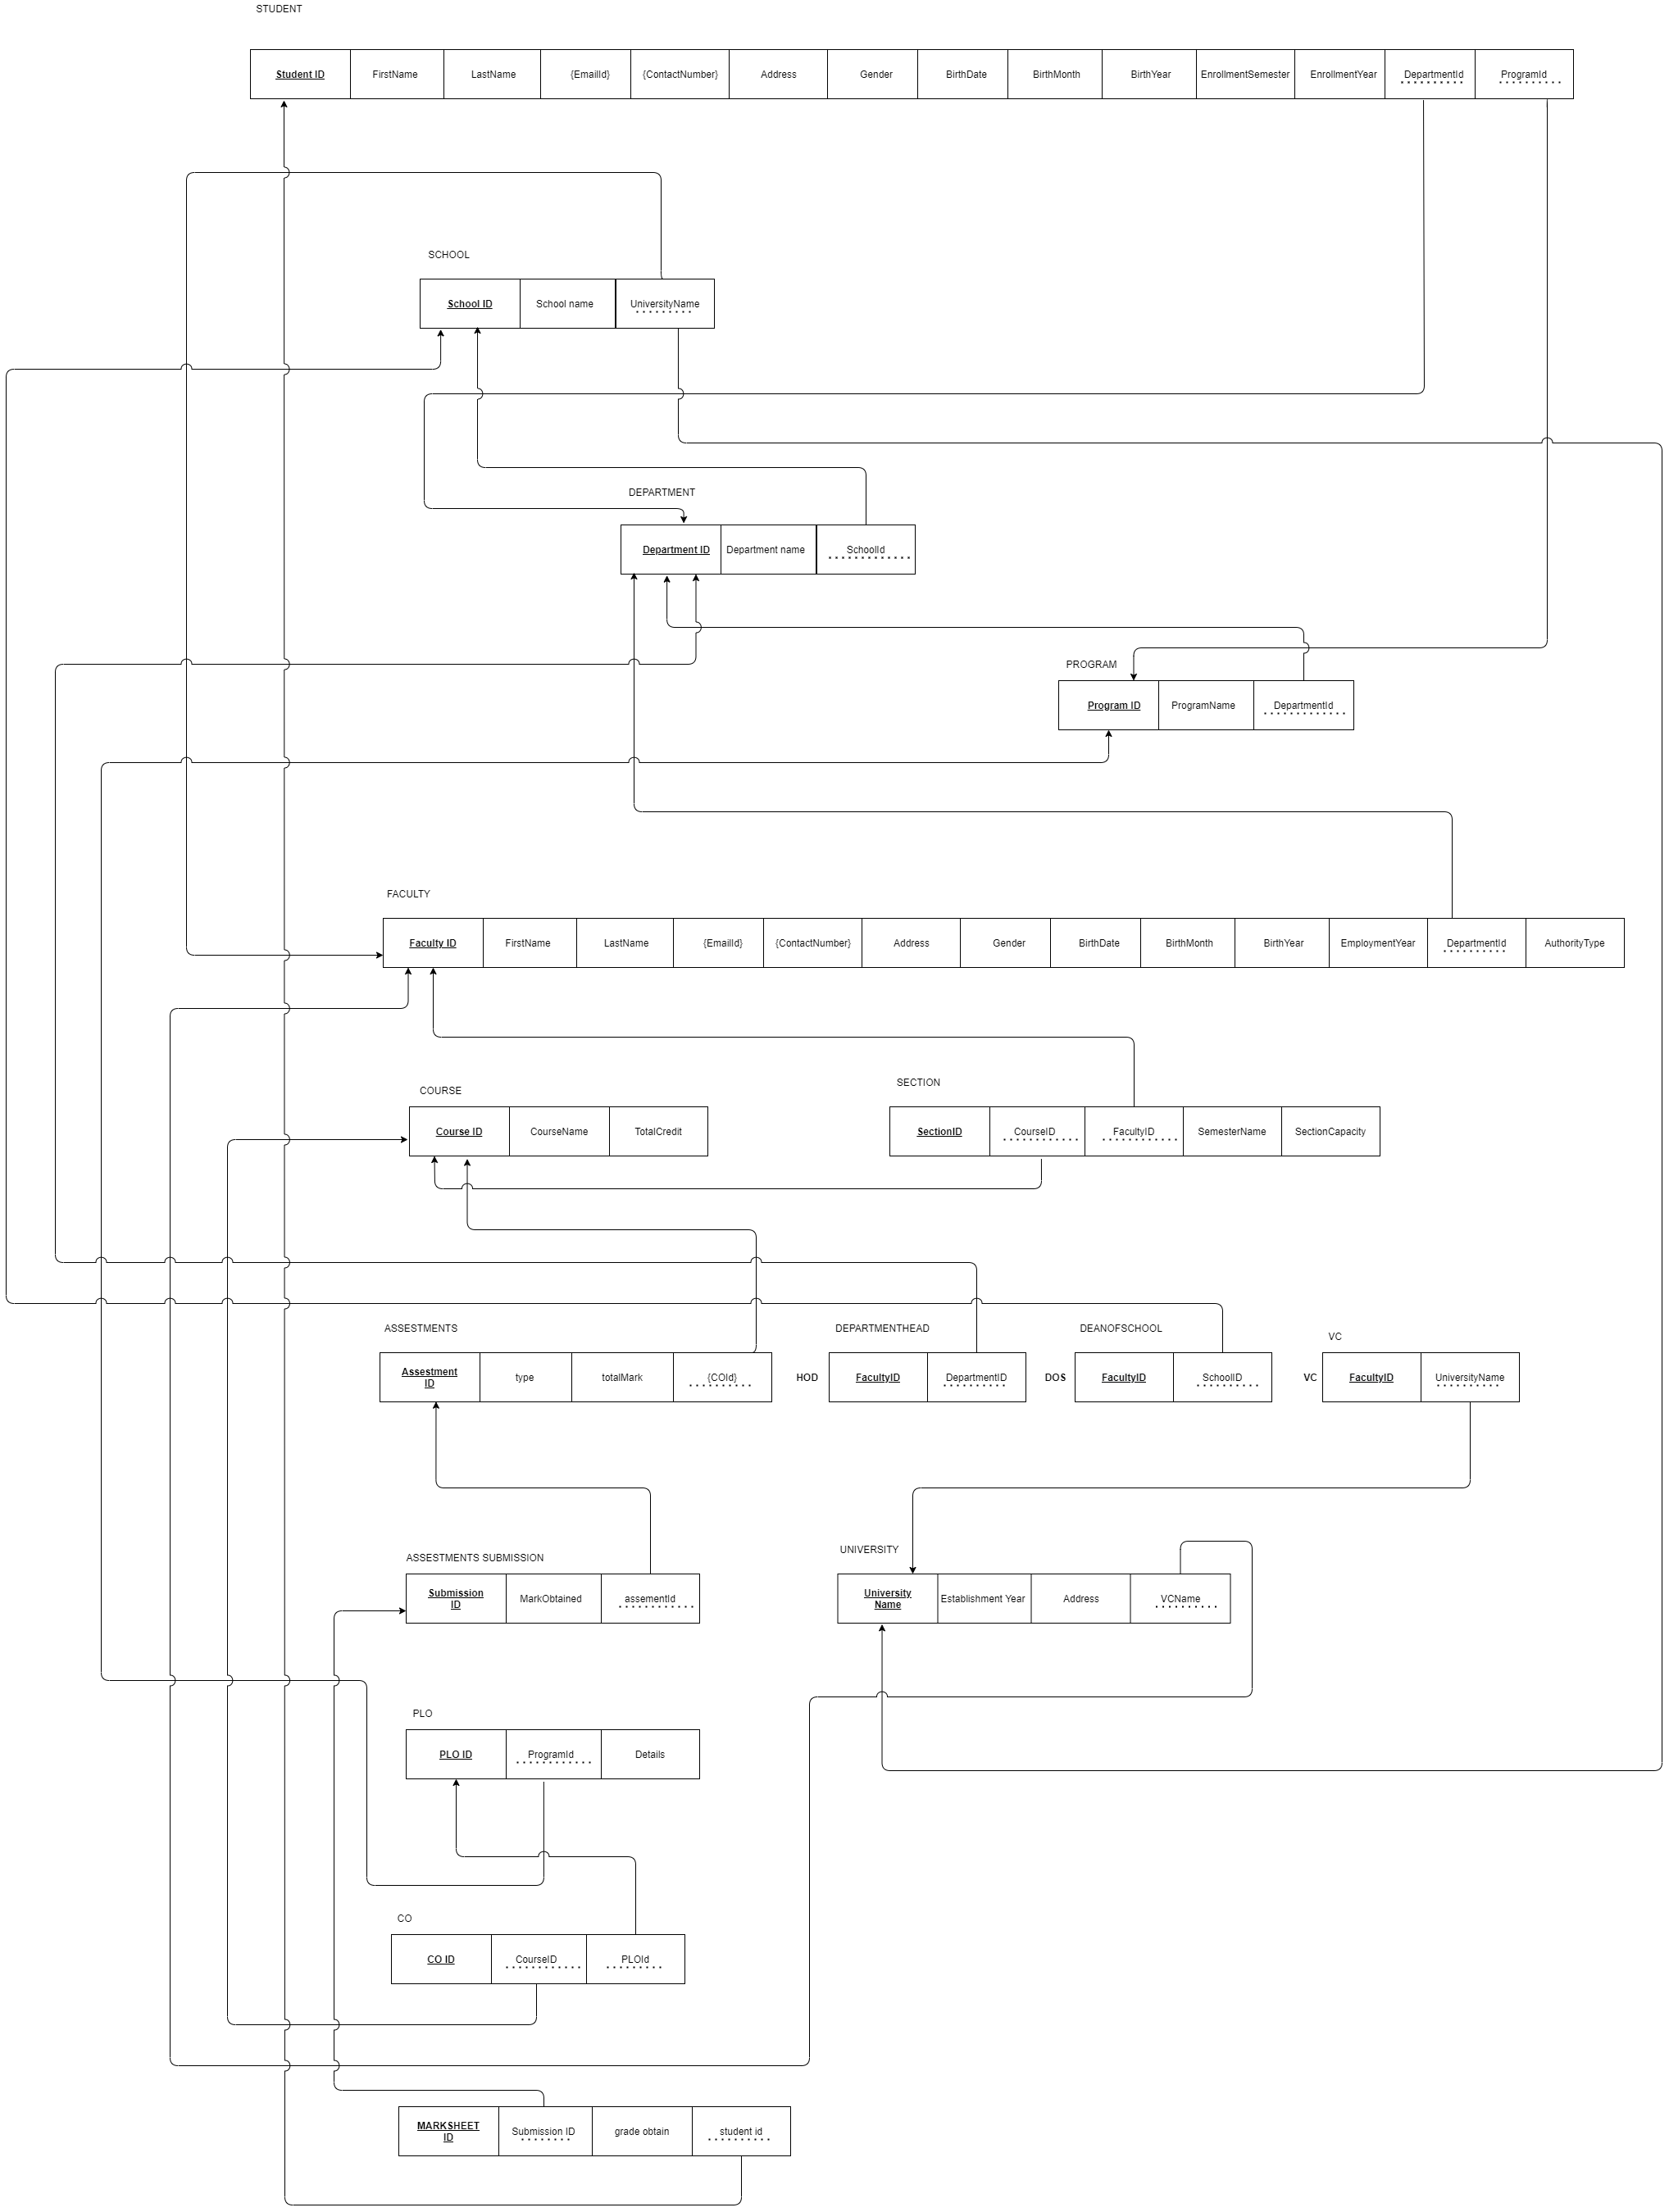 STUDENT
Student ID FirstName LastName {EmailId} {ContactNumber} Address Gender BirthDate BirthMonth BirthYear EnrollmentSemester EnrollmentYear DepartmentId ProgramId
SCHOOL
School ID School name UniversityName
DEPARTMENT
Department ID Department name SchoolId
PROGRAM
Program ID ProgramName DepartmentId
FACULTY
Faculty ID FirstName LastName {EmailId} {ContactNumber} Address Gender BirthDate BirthMonth BirthYear EmploymentYear DepartmentId AuthorityType
COURSE
Course ID CourseName TotalCredit
SECTION
SectionID CourseID FacultyID SemesterName SectionCapacity
ASSESTMENTS
Assestment
ID
type totalMark {COId}
DEPARTMENTHEAD
HOD FacultyID DepartmentID
DEANOFSCHOOL
DOS FacultyID SchoolID
VC
VC FacultyID UniversityName
ASSESTMENTS SUBMISSION
Submission
ID
MarkObtained assementId
UNIVERSITY
University
Name
Establishment Year Address VCName
PLO
PLO ID ProgramId Details
CO
CO ID CourseID PLOId
MARKSHEET
ID
Submission ID grade obtain student id